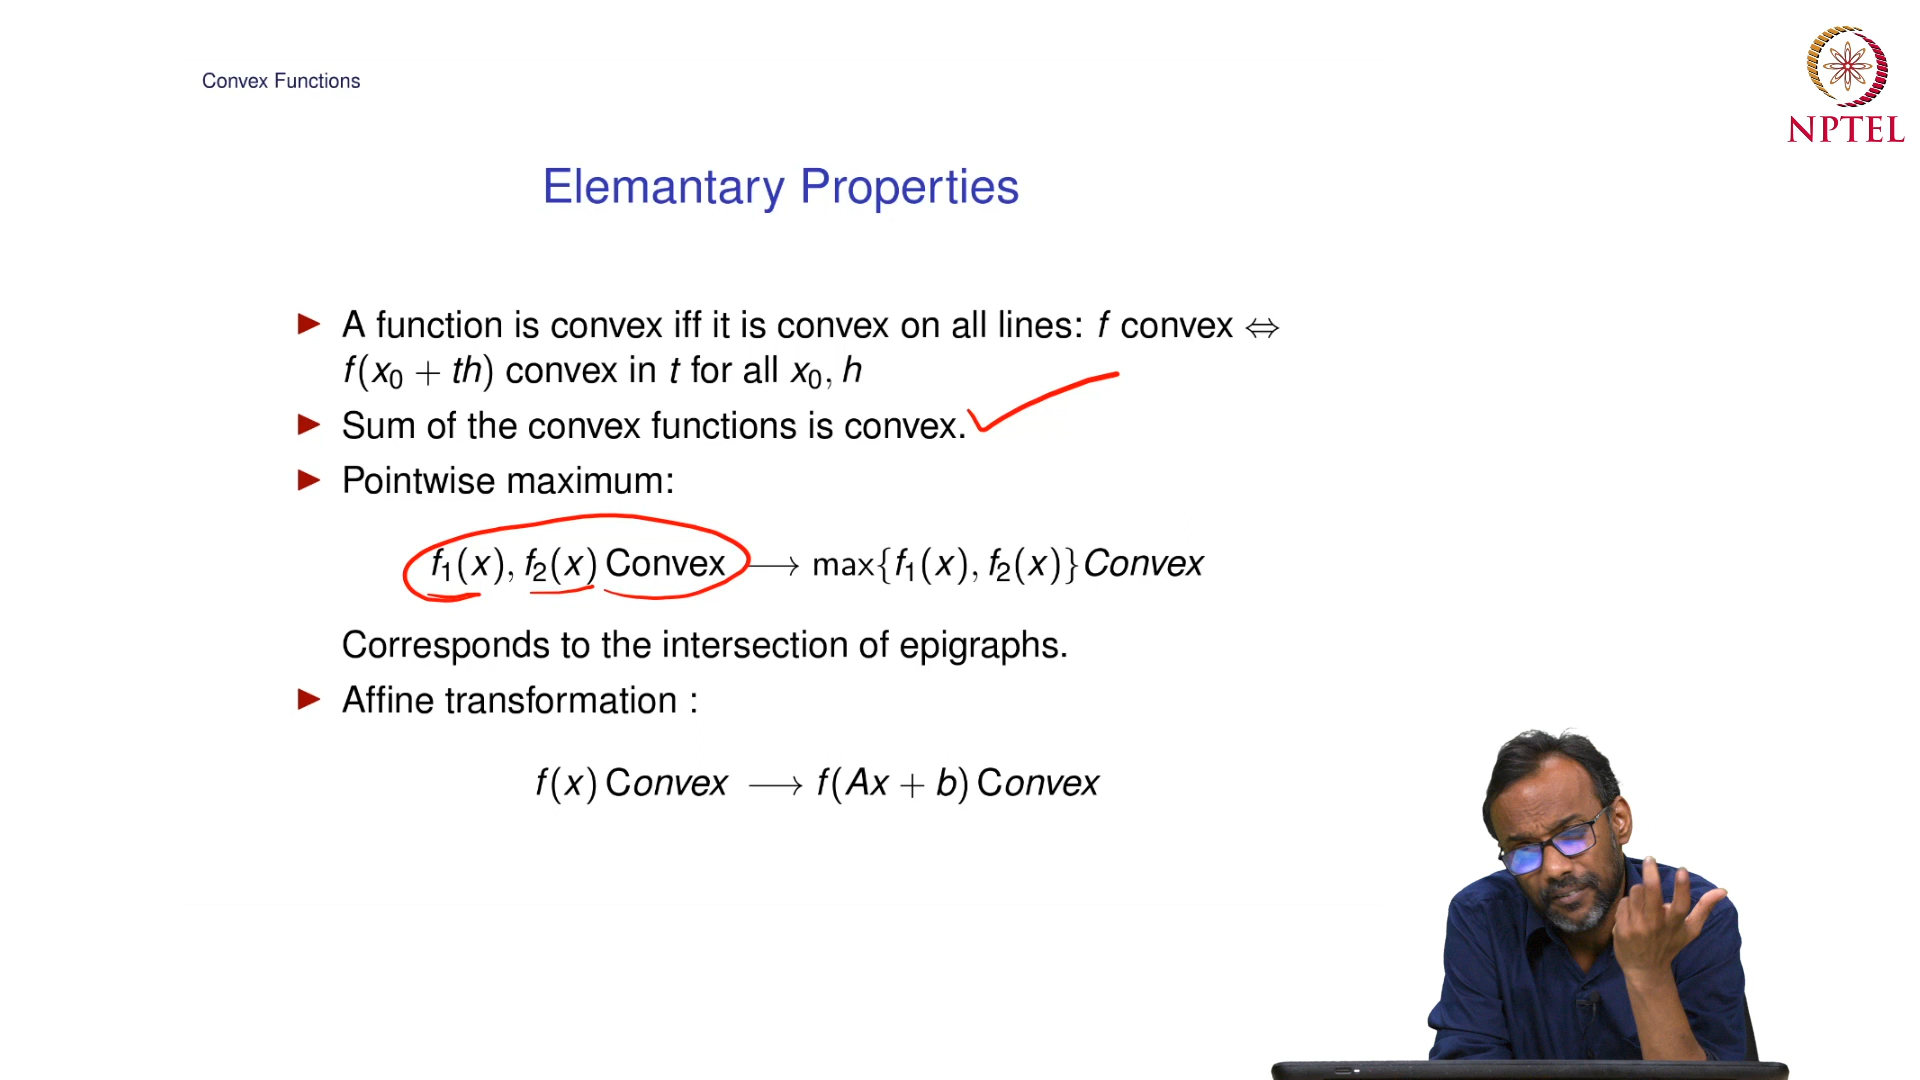 Convex Functions
NPTEL
Elemantary Properties
▶ A function is convex iff it is convex on all lines: f convex ⇔
f(x₀ + th) convex in t for all x₀, h
▶ Sum of the convex functions is convex.
▶ Pointwise maximum:
f₁(x), f₂(x) Convex ⟶ max{f₁(x), f₂(x)}Convex
Corresponds to the intersection of epigraphs.
▶ Affine transformation :
f(x) Convex ⟶ f(Ax + b) Convex